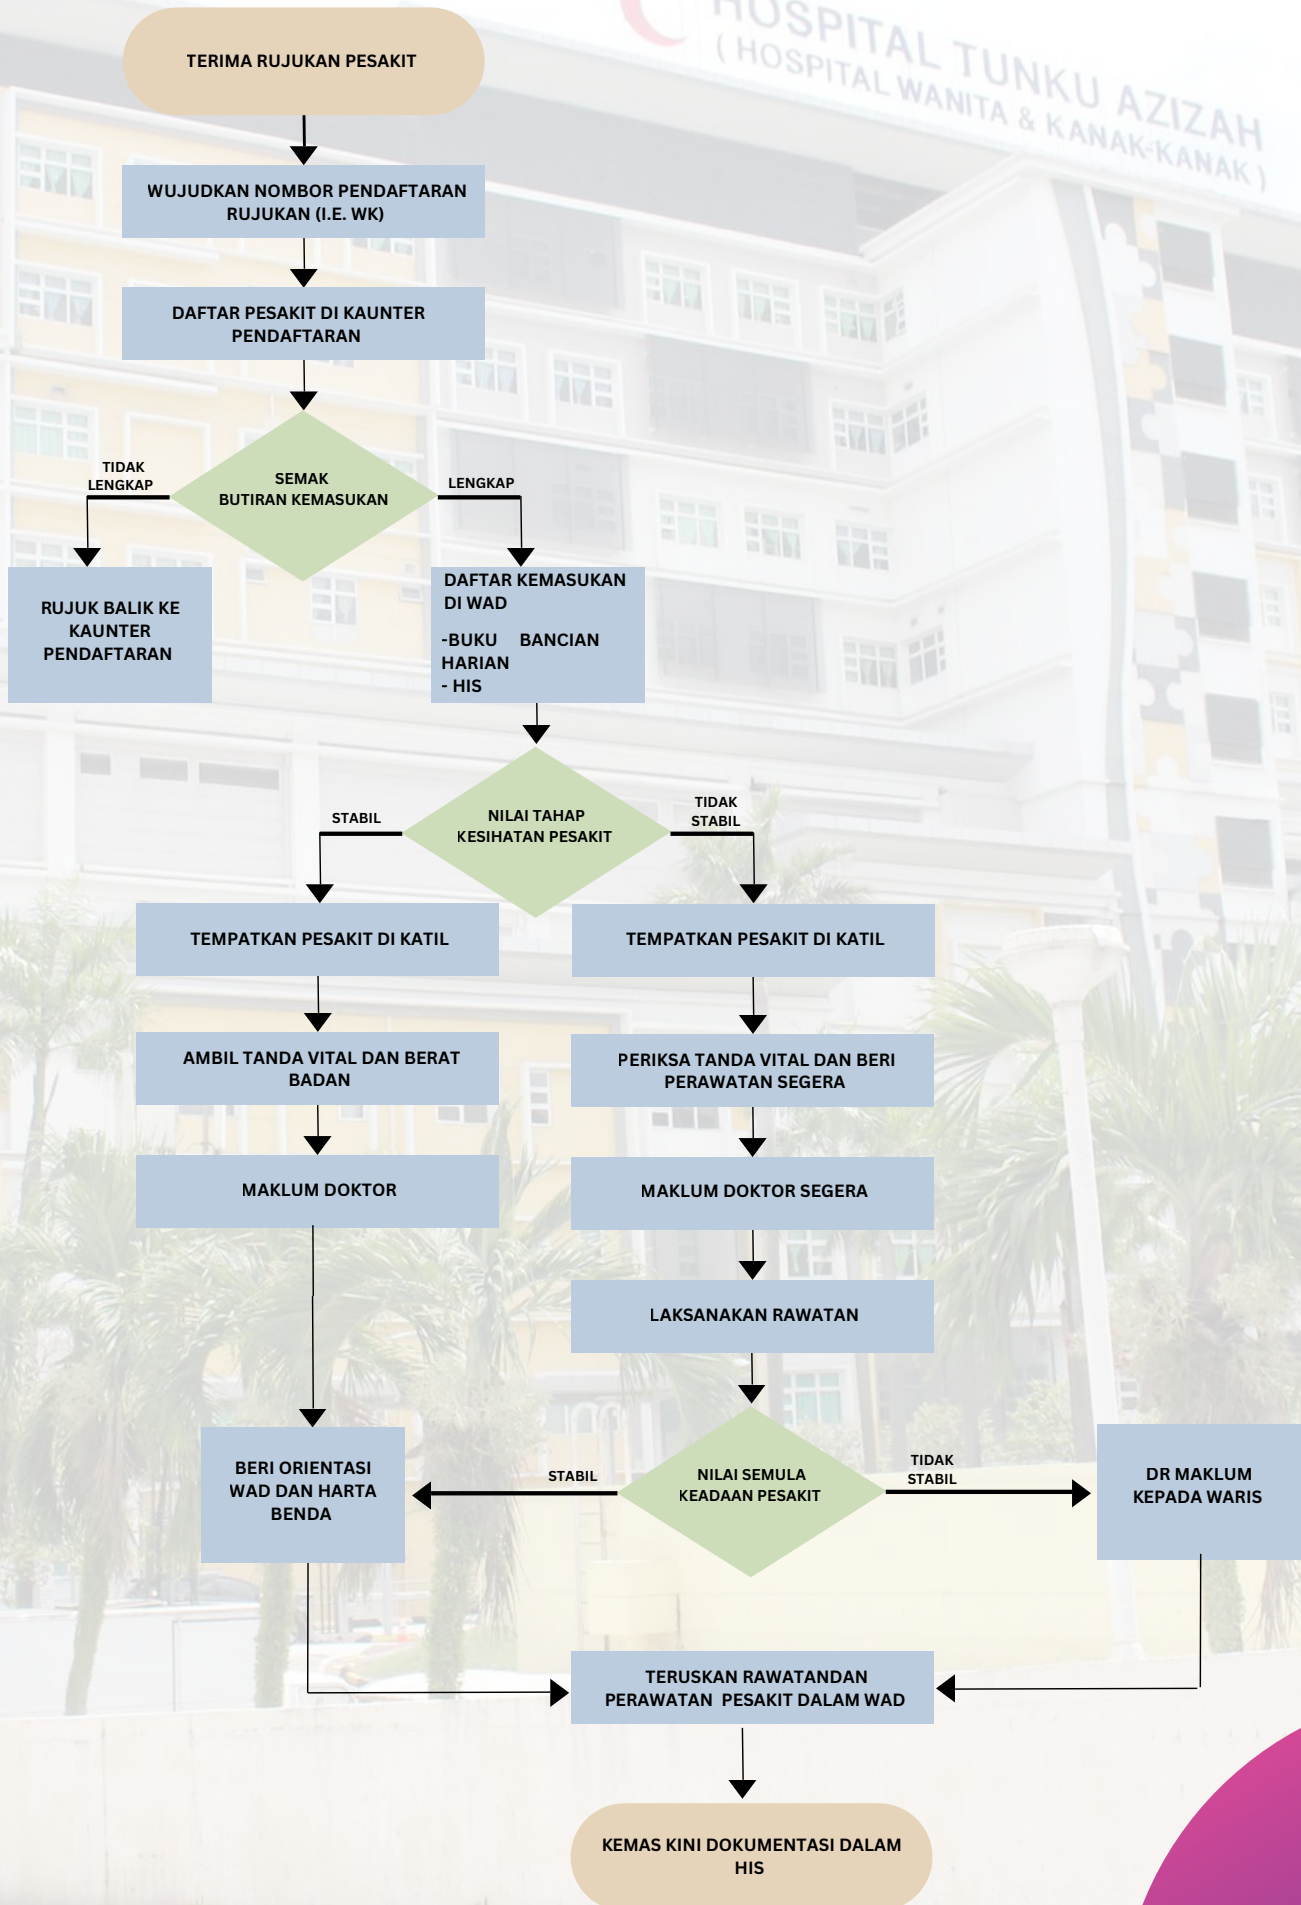 HOSPITAL TUNKU AZIZAH
( HOSPITAL WANITA & KANAK-KANAK )
TERIMA RUJUKAN PESAKIT
WUJUDKAN NOMBOR PENDAFTARAN
RUJUKAN (I.E. WK)
DAFTAR PESAKIT DI KAUNTER
PENDAFTARAN
SEMAK
BUTIRAN KEMASUKAN
TIDAK
LENGKAP
LENGKAP
RUJUK BALIK KE
KAUNTER
PENDAFTARAN
DAFTAR KEMASUKAN
DI WAD
-BUKU BANCIAN
HARIAN
- HIS
NILAI TAHAP
KESIHATAN PESAKIT
STABIL
TIDAK
STABIL
TEMPATKAN PESAKIT DI KATIL
TEMPATKAN PESAKIT DI KATIL
AMBIL TANDA VITAL DAN BERAT
BADAN
PERIKSA TANDA VITAL DAN BERI
PERAWATAN SEGERA
MAKLUM DOKTOR
MAKLUM DOKTOR SEGERA
LAKSANAKAN RAWATAN
BERI ORIENTASI
WAD DAN HARTA
BENDA
STABIL
NILAI SEMULA
KEADAAN PESAKIT
TIDAK
STABIL
DR MAKLUM
KEPADA WARIS
TERUSKAN RAWATANDAN
PERAWATAN PESAKIT DALAM WAD
KEMAS KINI DOKUMENTASI DALAM
HIS